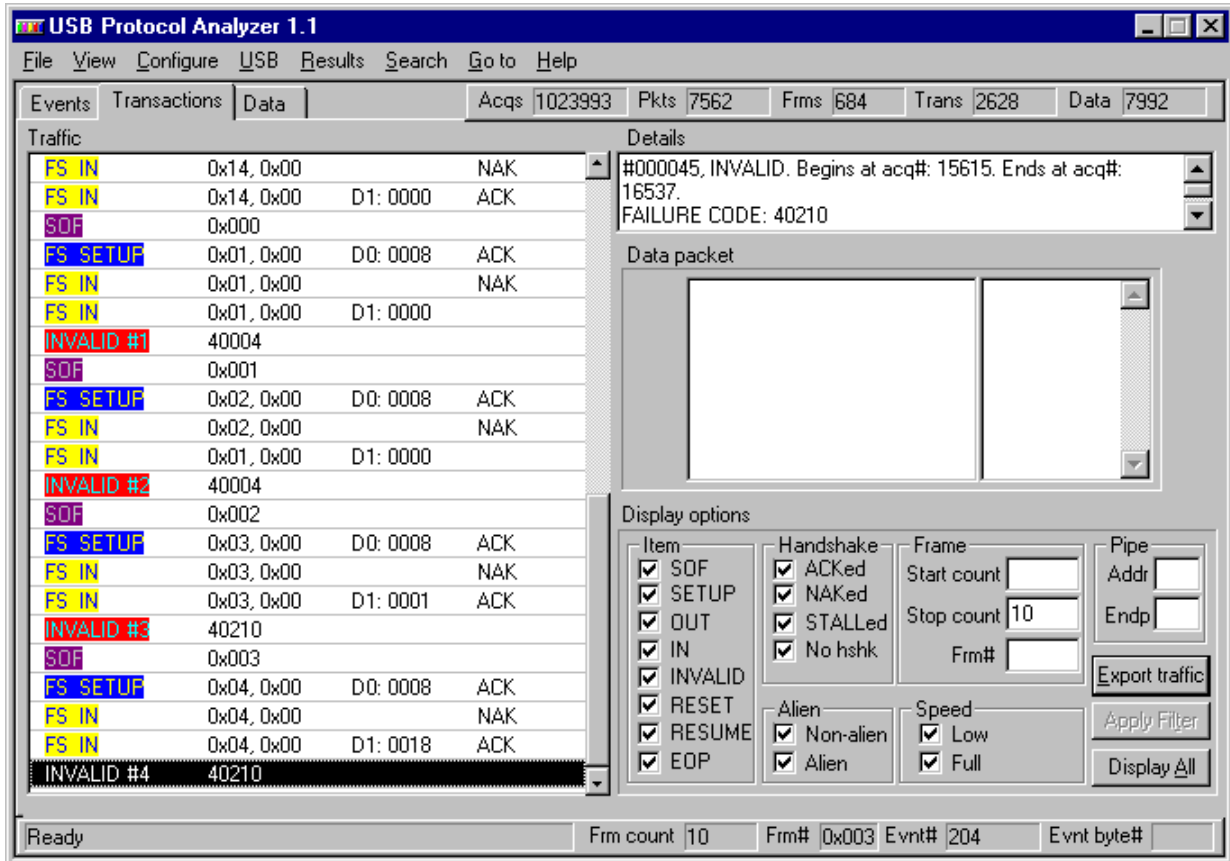 USB Protocol Analyzer 1.1
File View Configure USB Results Search Go to Help
Events Transactions Data Acqs 1023993 Pkts 7562 Frms 684 Trans 2628 Data 7992
Traffic
FS IN 0x14, 0x00 NAK
FS IN 0x14, 0x00 D1: 0000 ACK
SOF 0x000
FS SETUP 0x01, 0x00 D0: 0008 ACK
FS IN 0x01, 0x00 NAK
FS IN 0x01, 0x00 D1: 0000
INVALID #1 40004
SOF 0x001
FS SETUP 0x02, 0x00 D0: 0008 ACK
FS IN 0x02, 0x00 NAK
FS IN 0x01, 0x00 D1: 0000
INVALID #2 40004
SOF 0x002
FS SETUP 0x03, 0x00 D0: 0008 ACK
FS IN 0x03, 0x00 NAK
FS IN 0x03, 0x00 D1: 0001 ACK
INVALID #3 40210
SOF 0x003
FS SETUP 0x04, 0x00 D0: 0008 ACK
FS IN 0x04, 0x00 NAK
FS IN 0x04, 0x00 D1: 0018 ACK
INVALID #4 40210
Details
#000045, INVALID. Begins at acq#: 15615. Ends at acq#:
16537.
FAILURE CODE: 40210
Data packet
Display options
Item
SOF
SETUP
OUT
IN
INVALID
RESET
RESUME
EOP
Handshake
ACKed
NAKed
STALLed
No hshk
Frame
Start count
Stop count 10
Frm#
Pipe
Addr
Endp
Alien
Non-alien
Alien
Speed
Low
Full
Export traffic
Apply Filter
Display All
Ready Frm count 10 Frm# 0x003 Evnt# 204 Evnt byte#